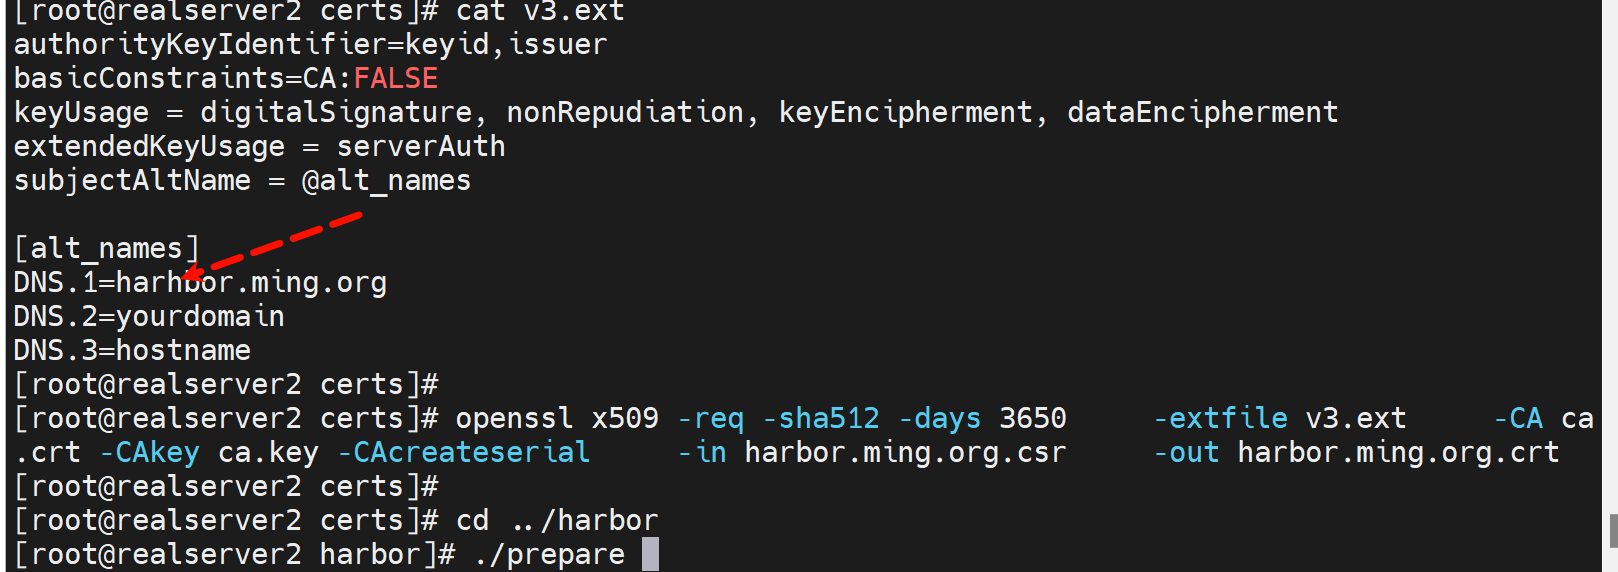 [root@realserver2 certs]# cat v3.ext
authorityKeyIdentifier=keyid,issuer
basicConstraints=CA:FALSE
keyUsage = digitalSignature, nonRepudiation, keyEncipherment, dataEncipherment
extendedKeyUsage = serverAuth
subjectAltName = @alt_names
[alt_names]
DNS.1=harhbor.ming.org
DNS.2=yourdomain
DNS.3=hostname
[root@realserver2 certs]#
[root@realserver2 certs]# openssl x509 -req -sha512 -days 3650     -extfile v3.ext     -CA ca
.crt -CAkey ca.key -CAcreateserial     -in harbor.ming.org.csr     -out harbor.ming.org.crt
[root@realserver2 certs]#
[root@realserver2 certs]# cd ../harbor
[root@realserver2 harbor]# ./prepare